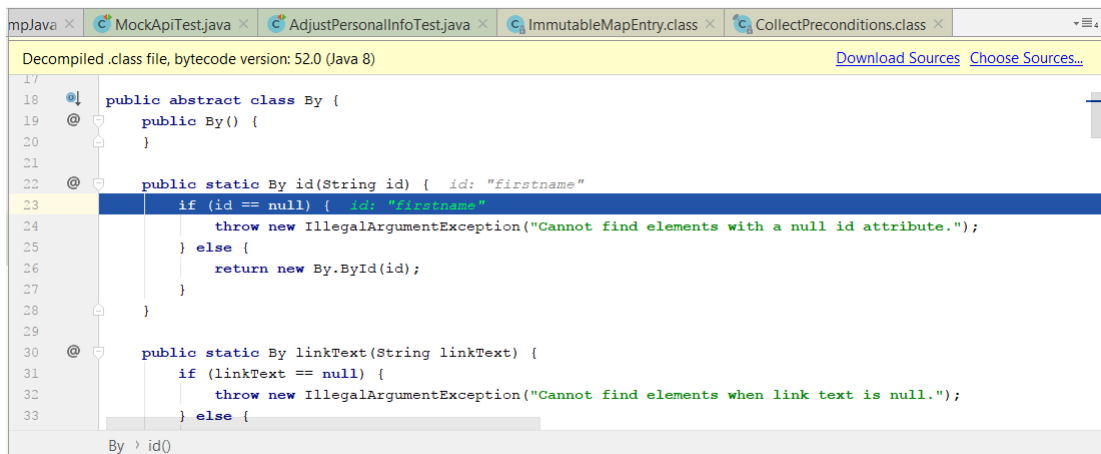 mpJava MockApiTest.java AdjustPersonalInfoTest.java ImmutableMapEntry.class CollectPreconditions.class 4
Decompiled .class file, bytecode version: 52.0 (Java 8) Download Sources Choose Sources...
17
18 public abstract class By {
19 @ public By() {
20 }
21
22 @ public static By id(String id) { id: "firstname"
23 if (id == null) { id: "firstname"
24 throw new IllegalArgumentException("Cannot find elements with a null id attribute.");
25 } else {
26 return new By.ById(id);
27 }
28 }
29
30 @ public static By linkText(String linkText) {
31 if (linkText == null) {
32 throw new IllegalArgumentException("Cannot find elements when link text is null.");
33 } else {
By › id()